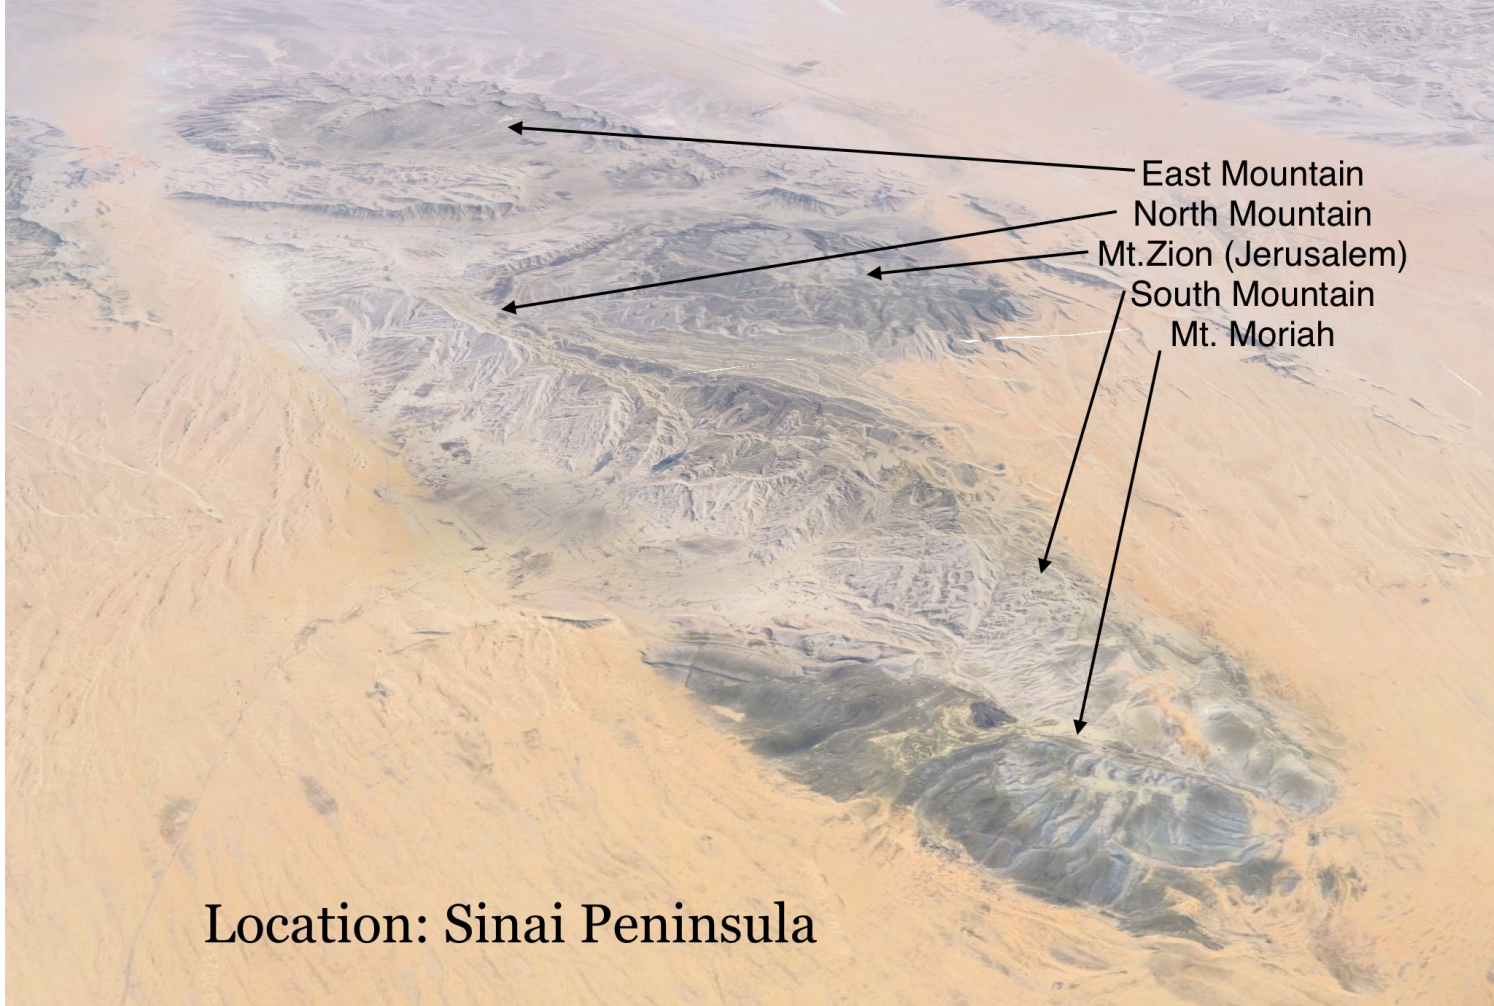 East Mountain
North Mountain
Mt.Zion (Jerusalem)
South Mountain
Mt. Moriah
Location: Sinai Peninsula